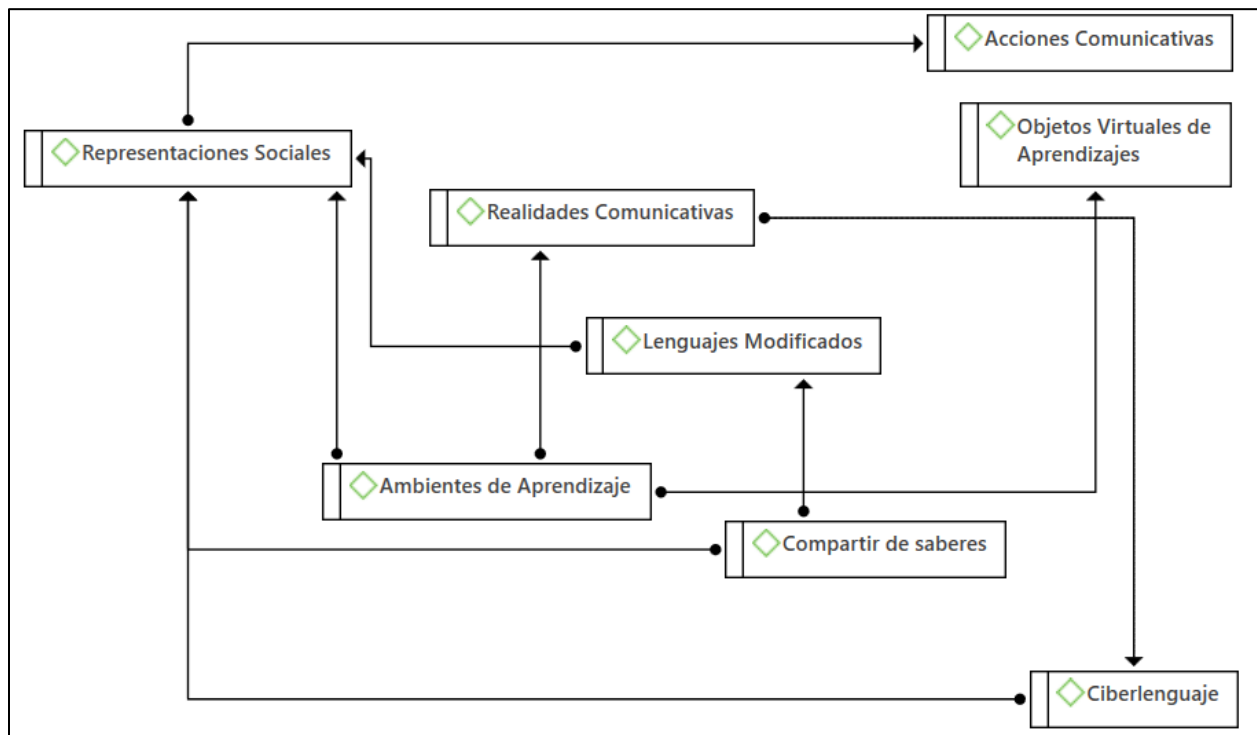 Acciones Comunicativas
Objetos Virtuales de
Aprendizajes
Representaciones Sociales
Realidades Comunicativas
Lenguajes Modificados
Ambientes de Aprendizaje
Compartir de saberes
Ciberlenguaje